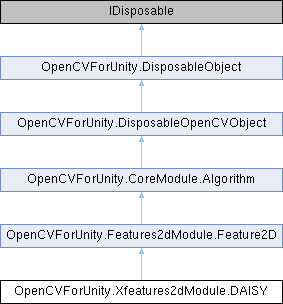 IDisposable
OpenCVForUnity.DisposableObject
OpenCVForUnity.DisposableOpenCVObject
OpenCVForUnity.CoreModule.Algorithm
OpenCVForUnity.Features2dModule.Feature2D
OpenCVForUnity.Xfeatures2dModule.DAISY